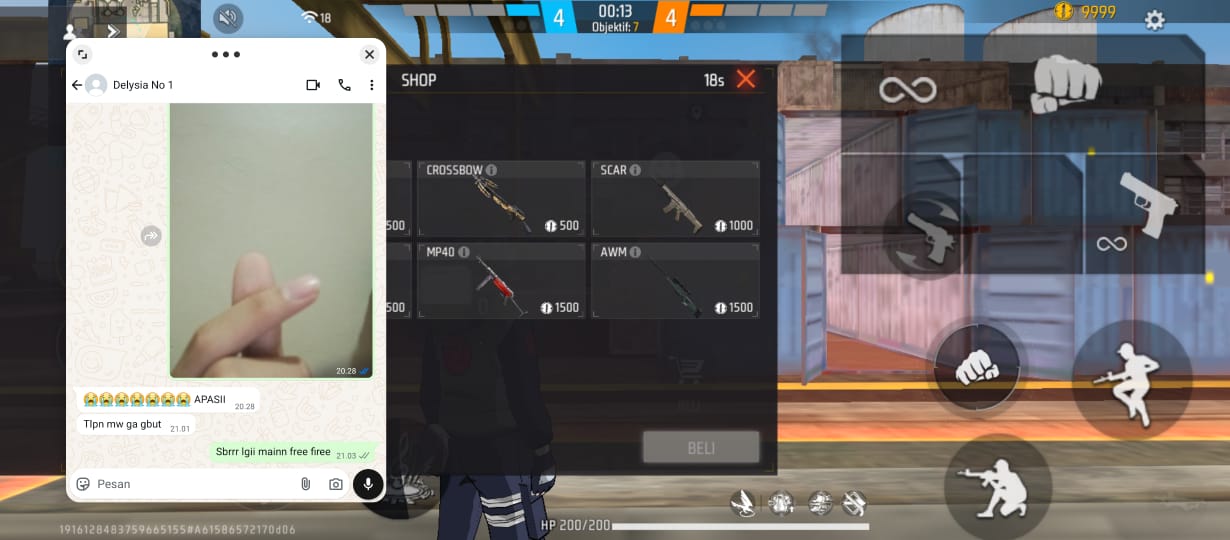 18
4
00:13
Objektif: 7
4
9999
Delysia No 1
20.28
😭😭😭😭😭😭😭 APASII 20.28
Tlpn mw ga gbut 21.01
Sbrrr lgii mainn free firee 21.03
Pesan
SHOP
18s
500
CROSSBOW
500
SCAR
1000
500
MP40
1500
AWM
1500
BELI
HP 200/200
1916128483759665155#A61586572170d06